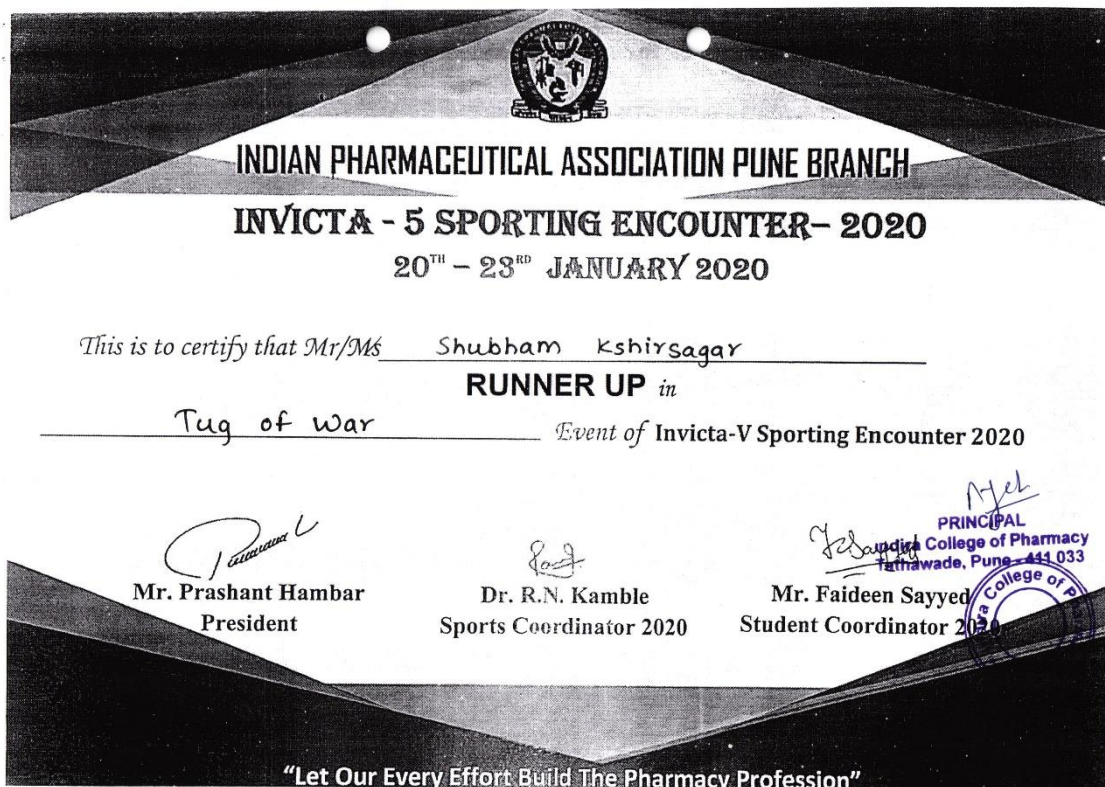 INDIAN PHARMACEUTICAL ASSOCIATION PUNE BRANCH
INVICTA - 5 SPORTING ENCOUNTER– 2020
20TH – 23RD JANUARY 2020
This is to certify that Mr/Ms Shubham Kshirsagar
RUNNER UP in
Tug of War Event of Invicta-V Sporting Encounter 2020
PRINCIPAL
Indira College of Pharmacy
Tathawade, Pune - 411 033
Mr. Prashant Hambar
President
Dr. R.N. Kamble
Sports Coordinator 2020
Mr. Faideen Sayyed
Student Coordinator 2020
College of
“Let Our Every Effort Build The Pharmacy Profession”